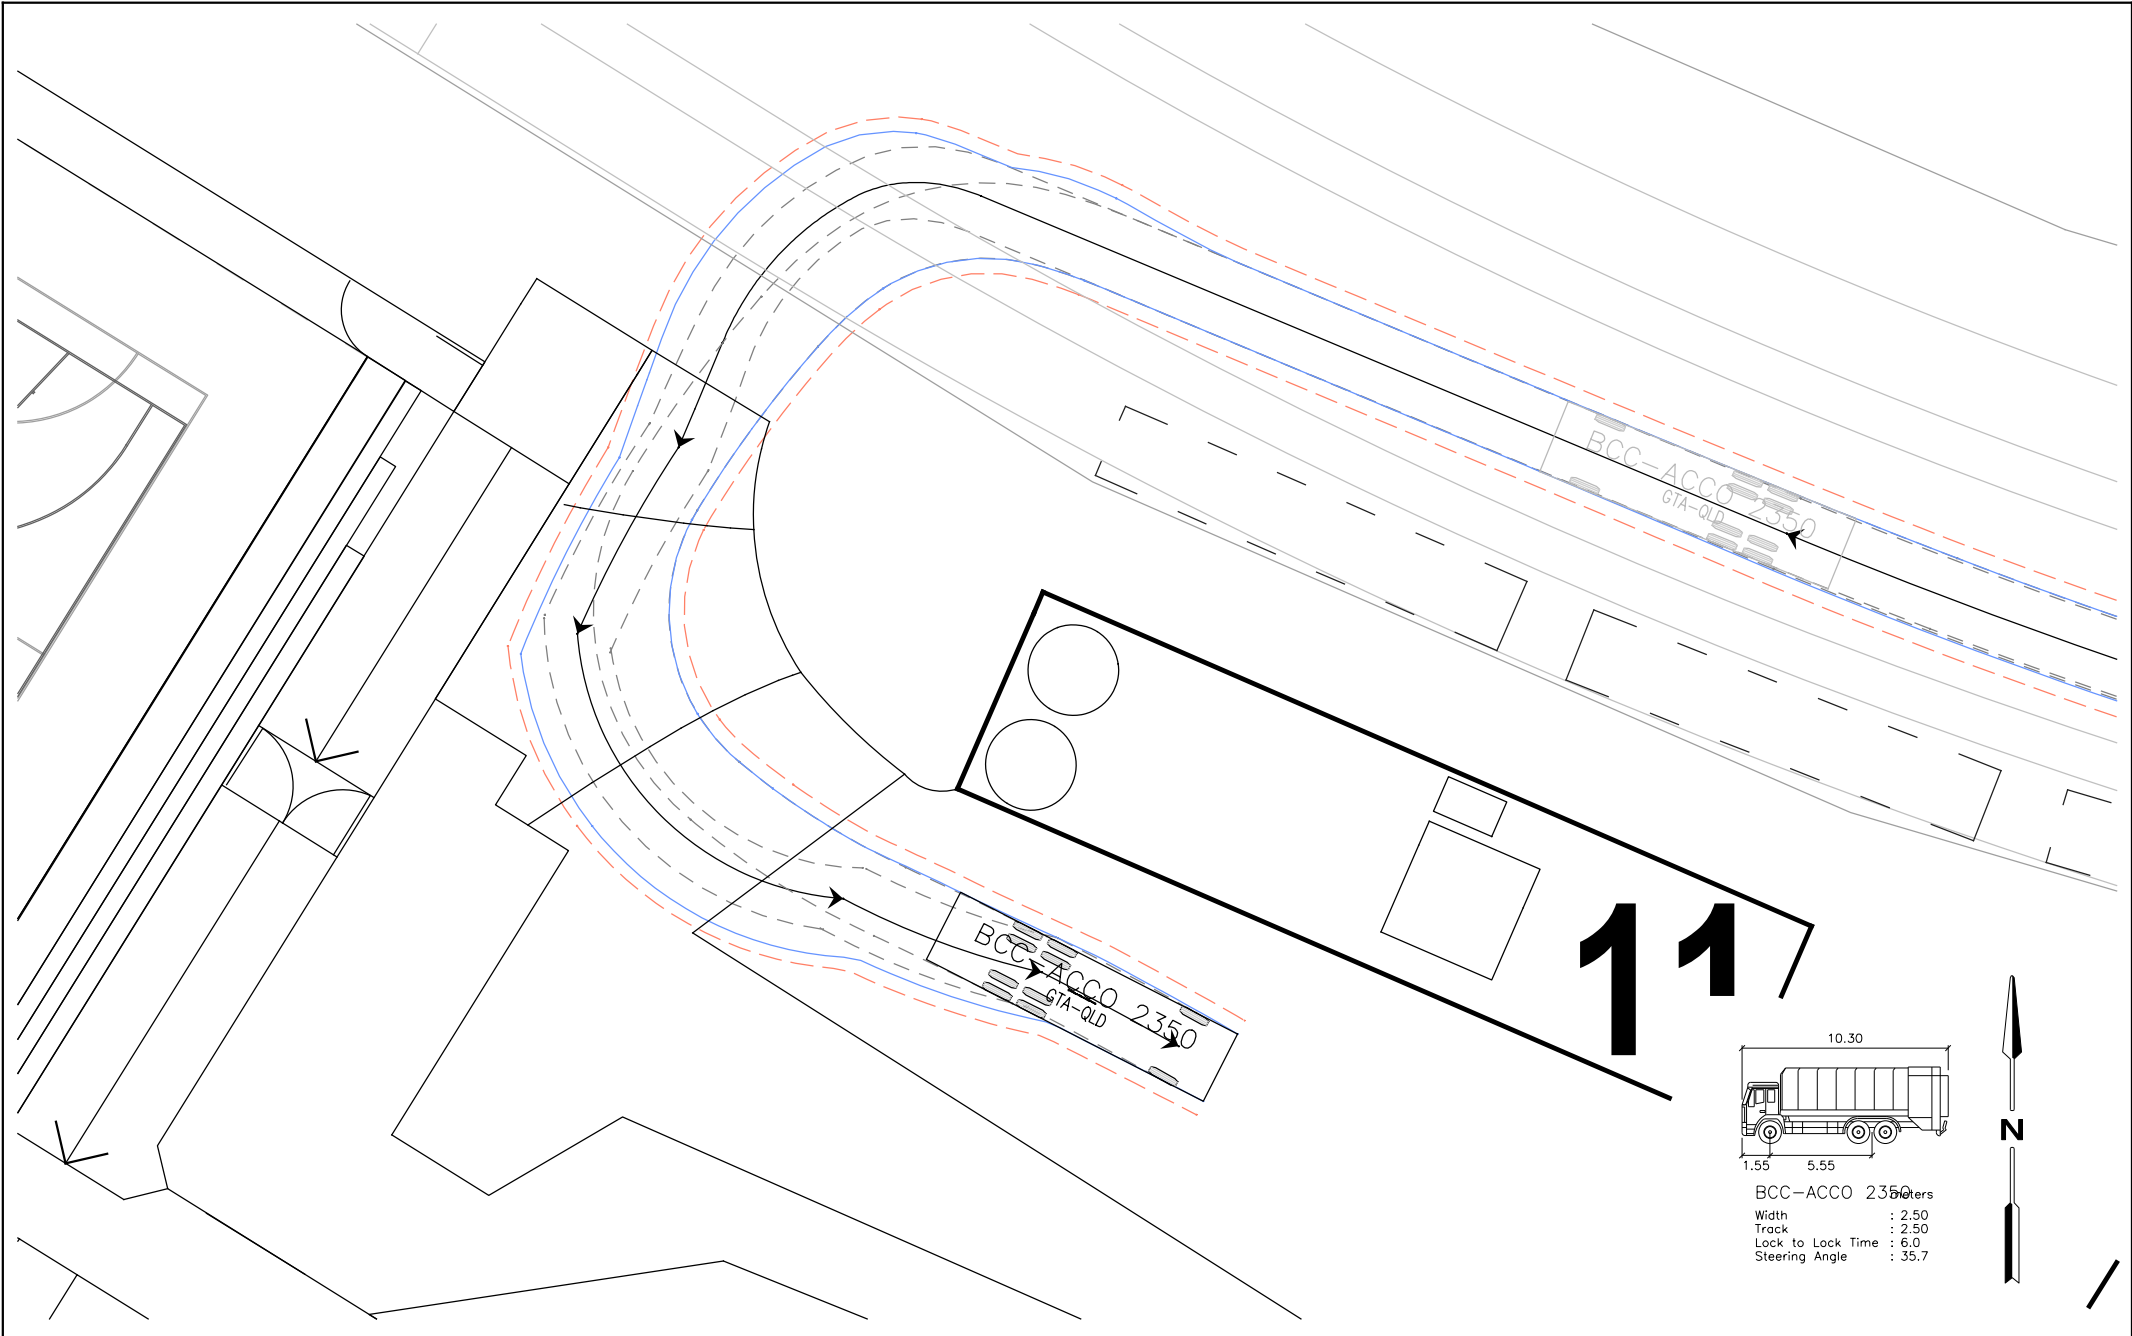 BCC-ACCO 2350
GTA-QLD
BCC-ACCO 2350
GTA-QLD
11
10.30
1.55 5.55
N
BCC-ACCO 2350 meters
Width : 2.50
Track : 2.50
Lock to Lock Time : 6.0
Steering Angle : 35.7